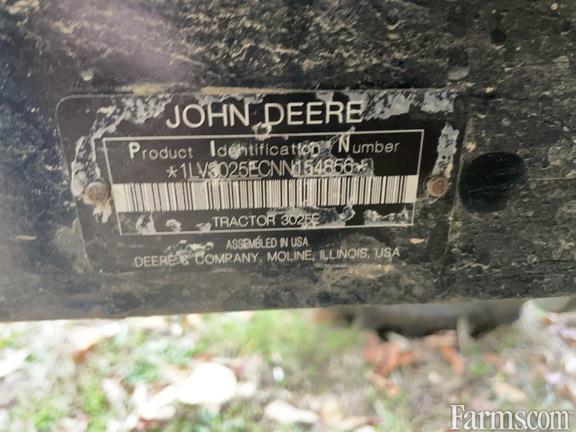 JOHN DEERE
Product Identification Number
*1LV3025ECNN154856*
TRACTOR 3025E
ASSEMBLED IN USA
DEERE & COMPANY, MOLINE, ILLINOIS, USA
Farms.com